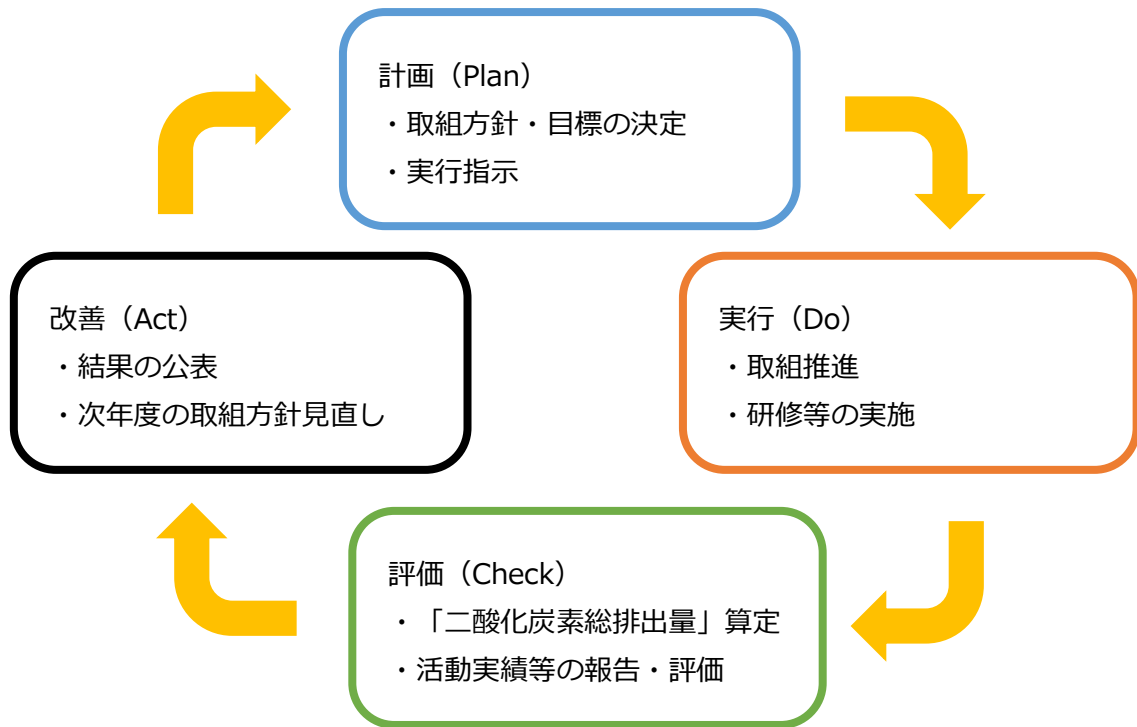 計画（Plan）
・取組方針・目標の決定
・実行指示
実行（Do）
・取組推進
・研修等の実施
評価（Check）
・「二酸化炭素総排出量」算定
・活動実績等の報告・評価
改善（Act）
・結果の公表
・次年度の取組方針見直し